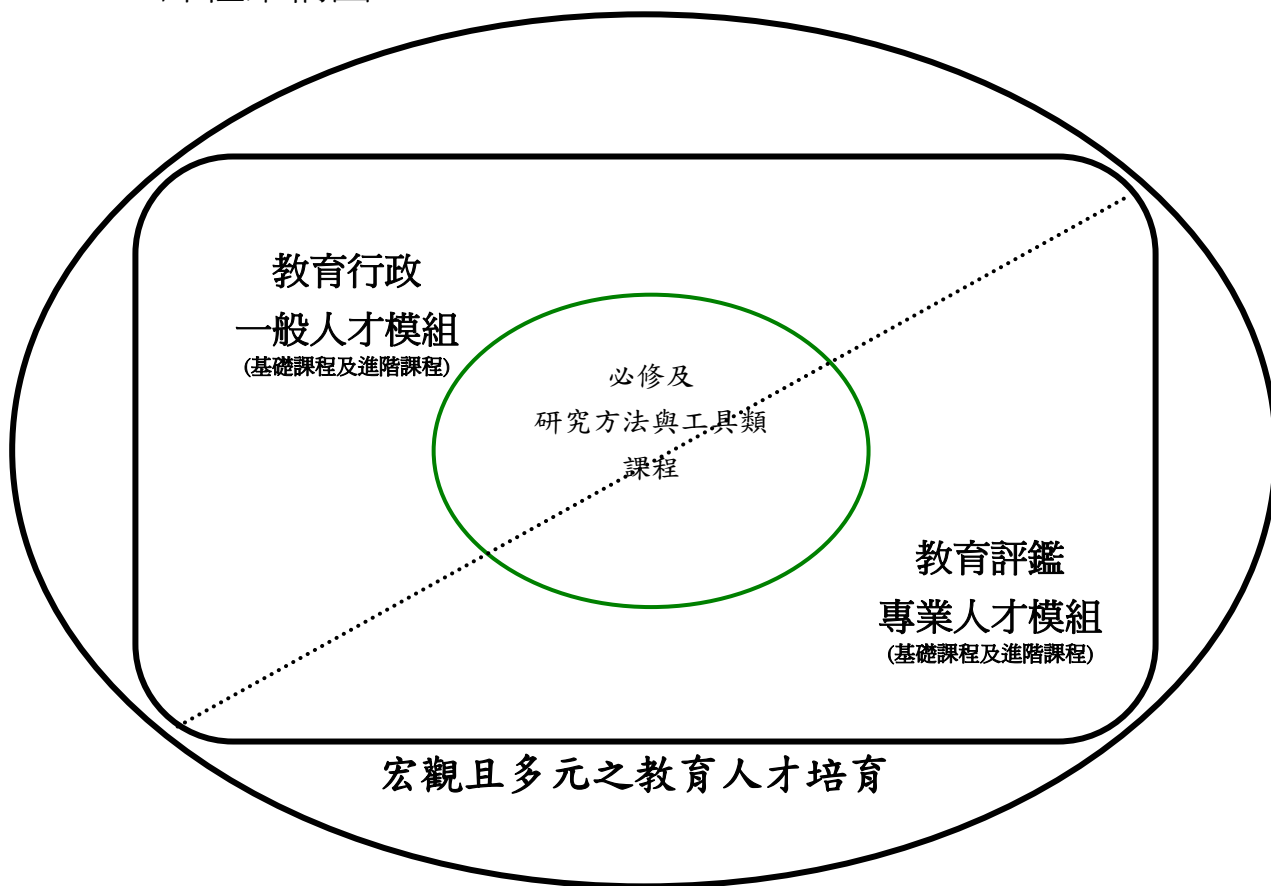 教育行政
一般人才模組
(基礎課程及進階課程)
必修及
研究方法與工具類
課程
教育評鑑
專業人才模組
(基礎課程及進階課程)
宏觀且多元之教育人才培育